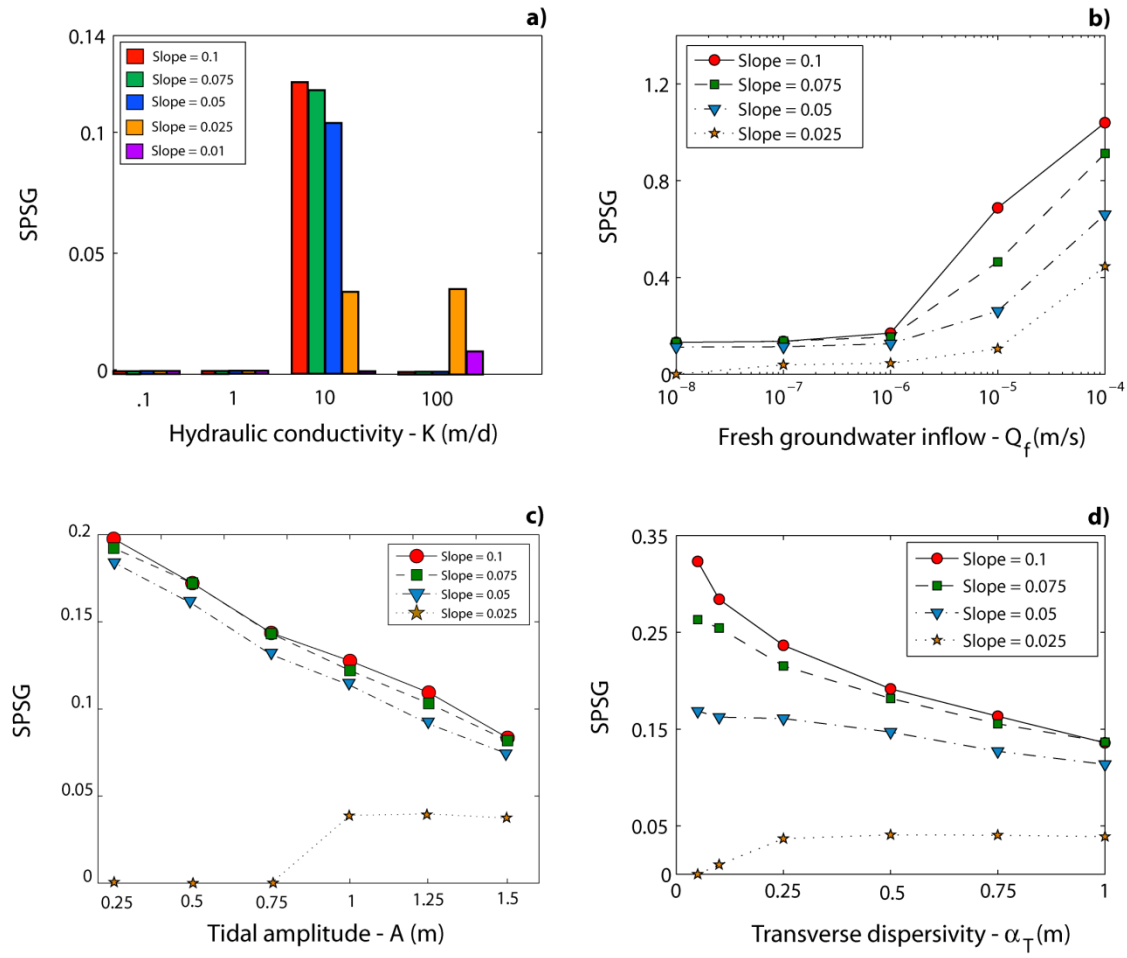 a)
0.14
Slope = 0.1
Slope = 0.075
Slope = 0.05
Slope = 0.025
Slope = 0.01
0.1
SPSG
0.05
0
.1 1 10 100
Hydraulic conductivity - K (m/d)
b)
Slope = 0.1
Slope = 0.075
Slope = 0.05
Slope = 0.025
1.2
SPSG
0.8
0.4
0
10⁻⁸ 10⁻⁷ 10⁻⁶ 10⁻⁵ 10⁻⁴
Fresh groundwater inflow - Q_f (m/s)
c)
0.2
Slope = 0.1
Slope = 0.075
Slope = 0.05
Slope = 0.025
0.15
SPSG
0.1
0.05
0
0.25 0.5 0.75 1 1.25 1.5
Tidal amplitude - A (m)
d)
0.35
Slope = 0.1
Slope = 0.075
Slope = 0.05
Slope = 0.025
0.25
SPSG
0.15
0.05
0
0 0.25 0.5 0.75 1
Transverse dispersivity - α_T (m)